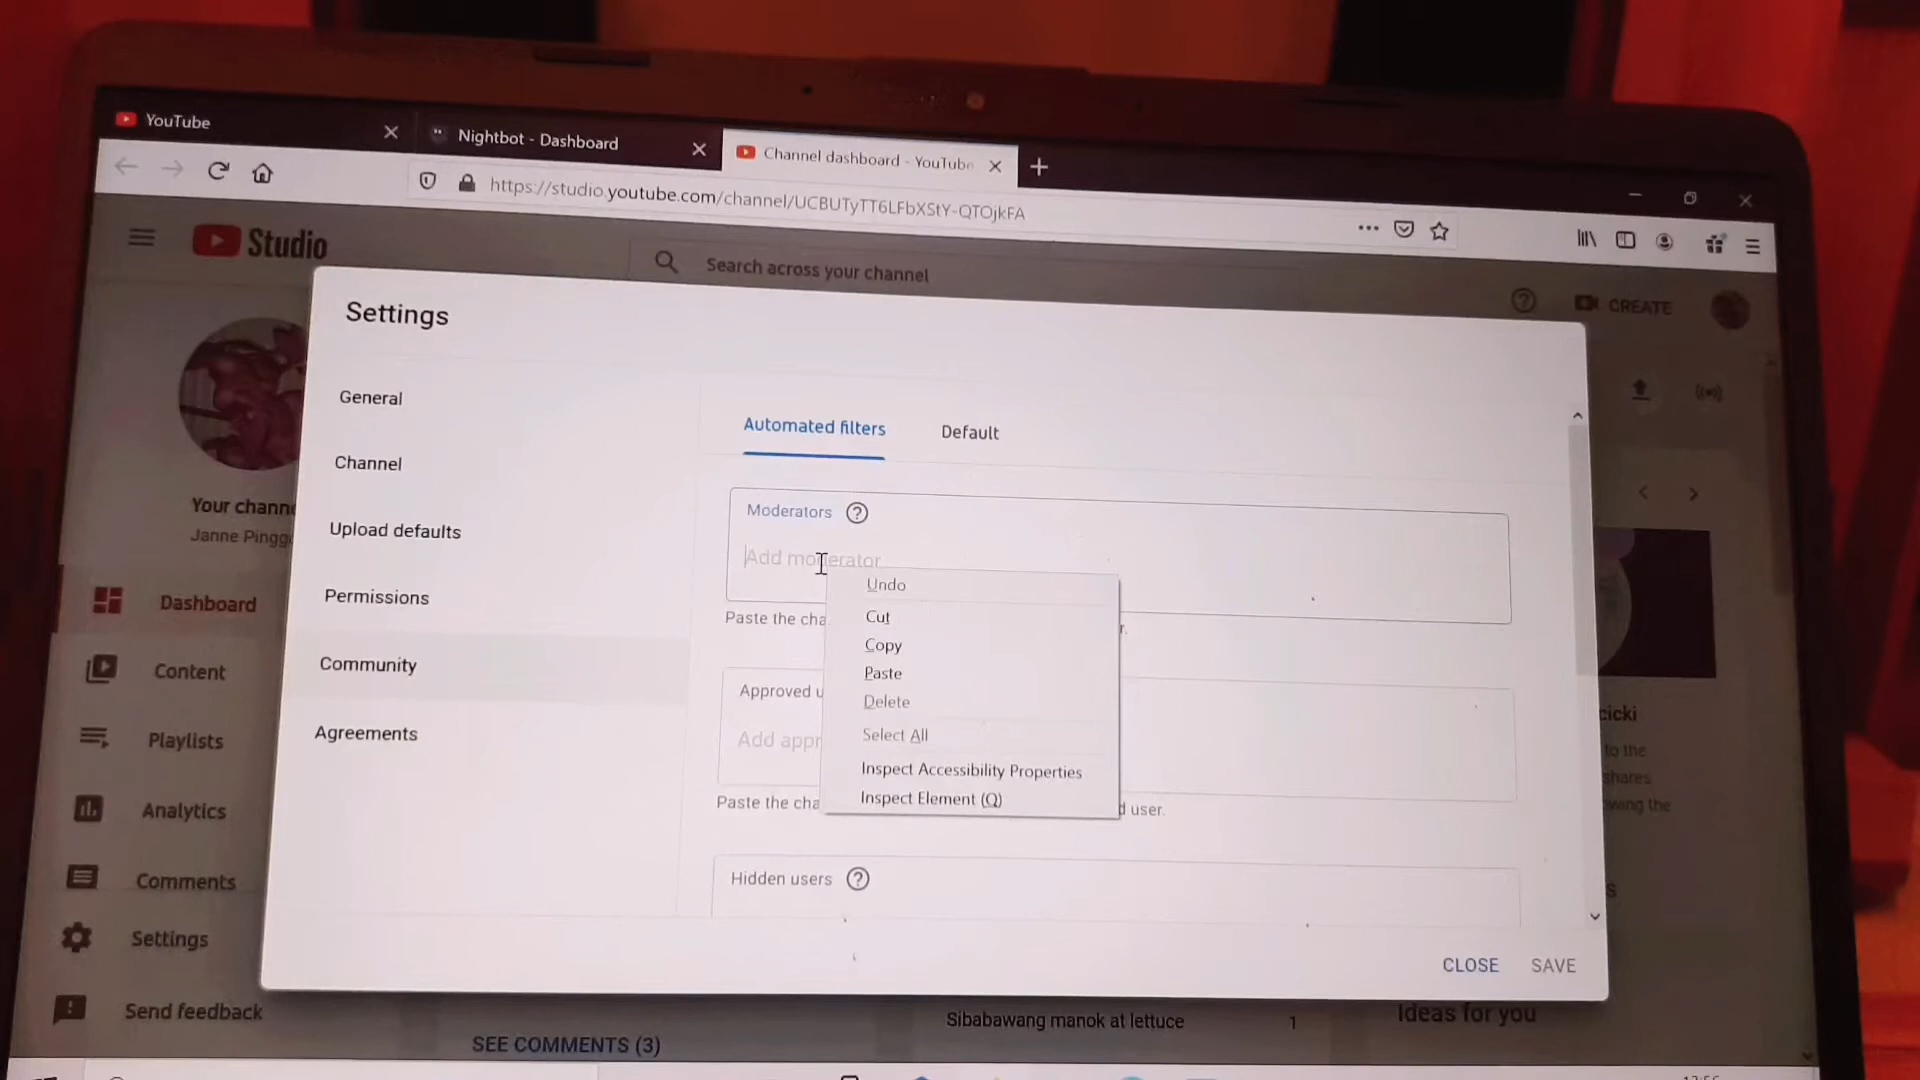 YouTube
Nightbot - Dashboard
Channel dashboard - YouTube
https://studio.youtube.com/channel/UCBUTyTT6LFbXStY-QTOjkFA
Studio
Search across your channel
CREATE
Settings
General
Channel
Upload defaults
Permissions
Community
Agreements
Automated filters
Default
Moderators
Add moderator
Undo
Cut
Copy
Paste
Delete
Select All
Inspect Accessibility Properties
Inspect Element (Q)
Paste the cha
r.
Approved u
Add appr
Paste the cha
d user.
Hidden users
CLOSE
SAVE
Your chann
Janne Pingg
Dashboard
Content
Playlists
Analytics
Comments
Settings
Send feedback
SEE COMMENTS (3)
Sibabawang manok at lettuce
1
Ideas for you
cicki
to the
shares
wing the